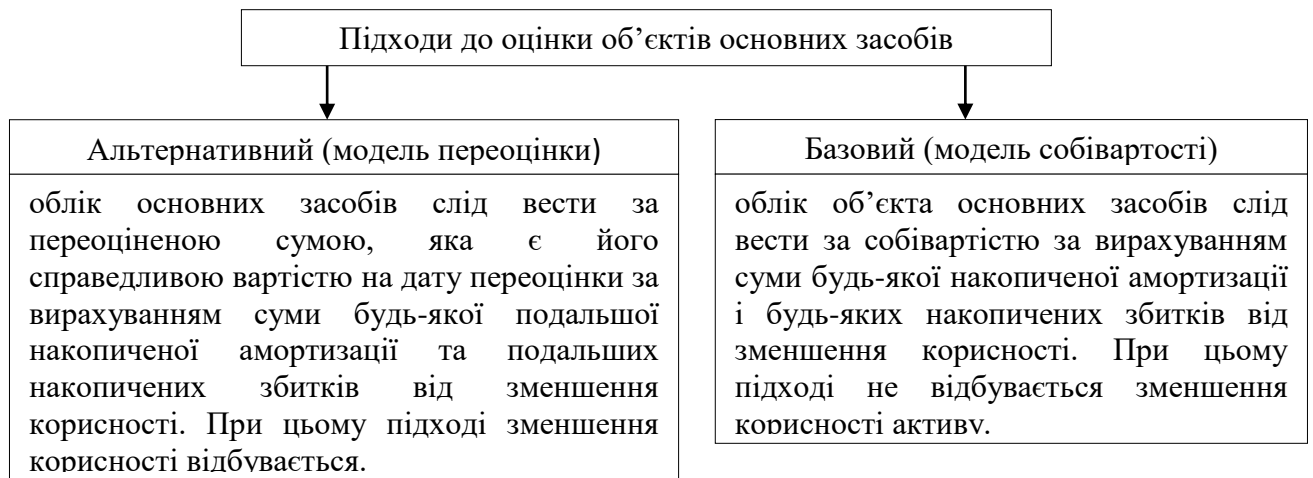 Підходи до оцінки об’єктів основних засобів
Альтернативний (модель переоцінки)
облік основних засобів слід вести за
переоціненою сумою, яка є його
справедливою вартістю на дату переоцінки за
вирахуванням суми будь-якої подальшої
накопиченої амортизації та подальших
накопичених збитків від зменшення
корисності. При цьому підході зменшення
корисності відбувається.
Базовий (модель собівартості)
облік об’єкта основних засобів слід
вести за собівартістю за вирахуванням
суми будь-якої накопиченої амортизації
і будь-яких накопичених збитків від
зменшення корисності. При цьому
підході не відбувається зменшення
корисності активу.